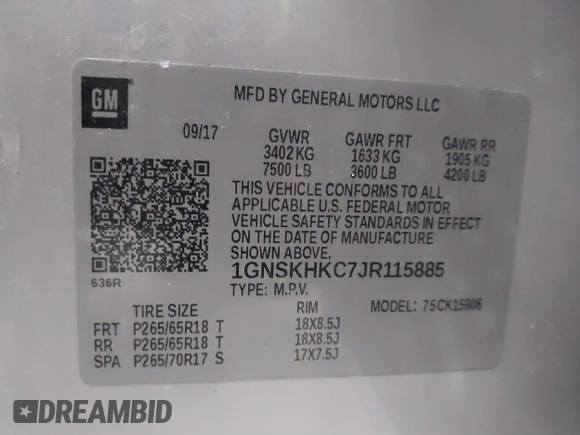 GM
MFD BY GENERAL MOTORS LLC
09/17 GVWR GAWR FRT GAWR RR
3402 KG 1633 KG 1905 KG
7500 LB 3600 LB 4200 LB
THIS VEHICLE CONFORMS TO ALL
APPLICABLE U.S. FEDERAL MOTOR
VEHICLE SAFETY STANDARDS IN EFFECT
ON THE DATE OF MANUFACTURE
SHOWN ABOVE.
636R 1GNSKHKC7JR115885
TYPE: M.P.V. MODEL: 75CK15906
TIRE SIZE RIM
FRT P265/65R18 T 18X8.5J
RR P265/65R18 T 18X8.5J
SPA P265/70R17 S 17X7.5J
DREAMBID